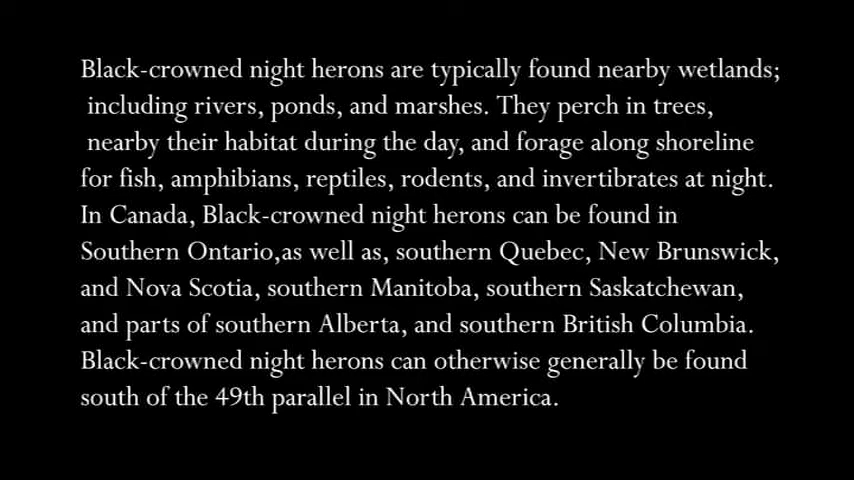 Black-crowned night herons are typically found nearby wetlands;
including rivers, ponds, and marshes. They perch in trees,
nearby their habitat during the day, and forage along shoreline
for fish, amphibians, reptiles, rodents, and invertibrates at night.
In Canada, Black-crowned night herons can be found in
Southern Ontario,as well as, southern Quebec, New Brunswick,
and Nova Scotia, southern Manitoba, southern Saskatchewan,
and parts of southern Alberta, and southern British Columbia.
Black-crowned night herons can otherwise generally be found
south of the 49th parallel in North America.